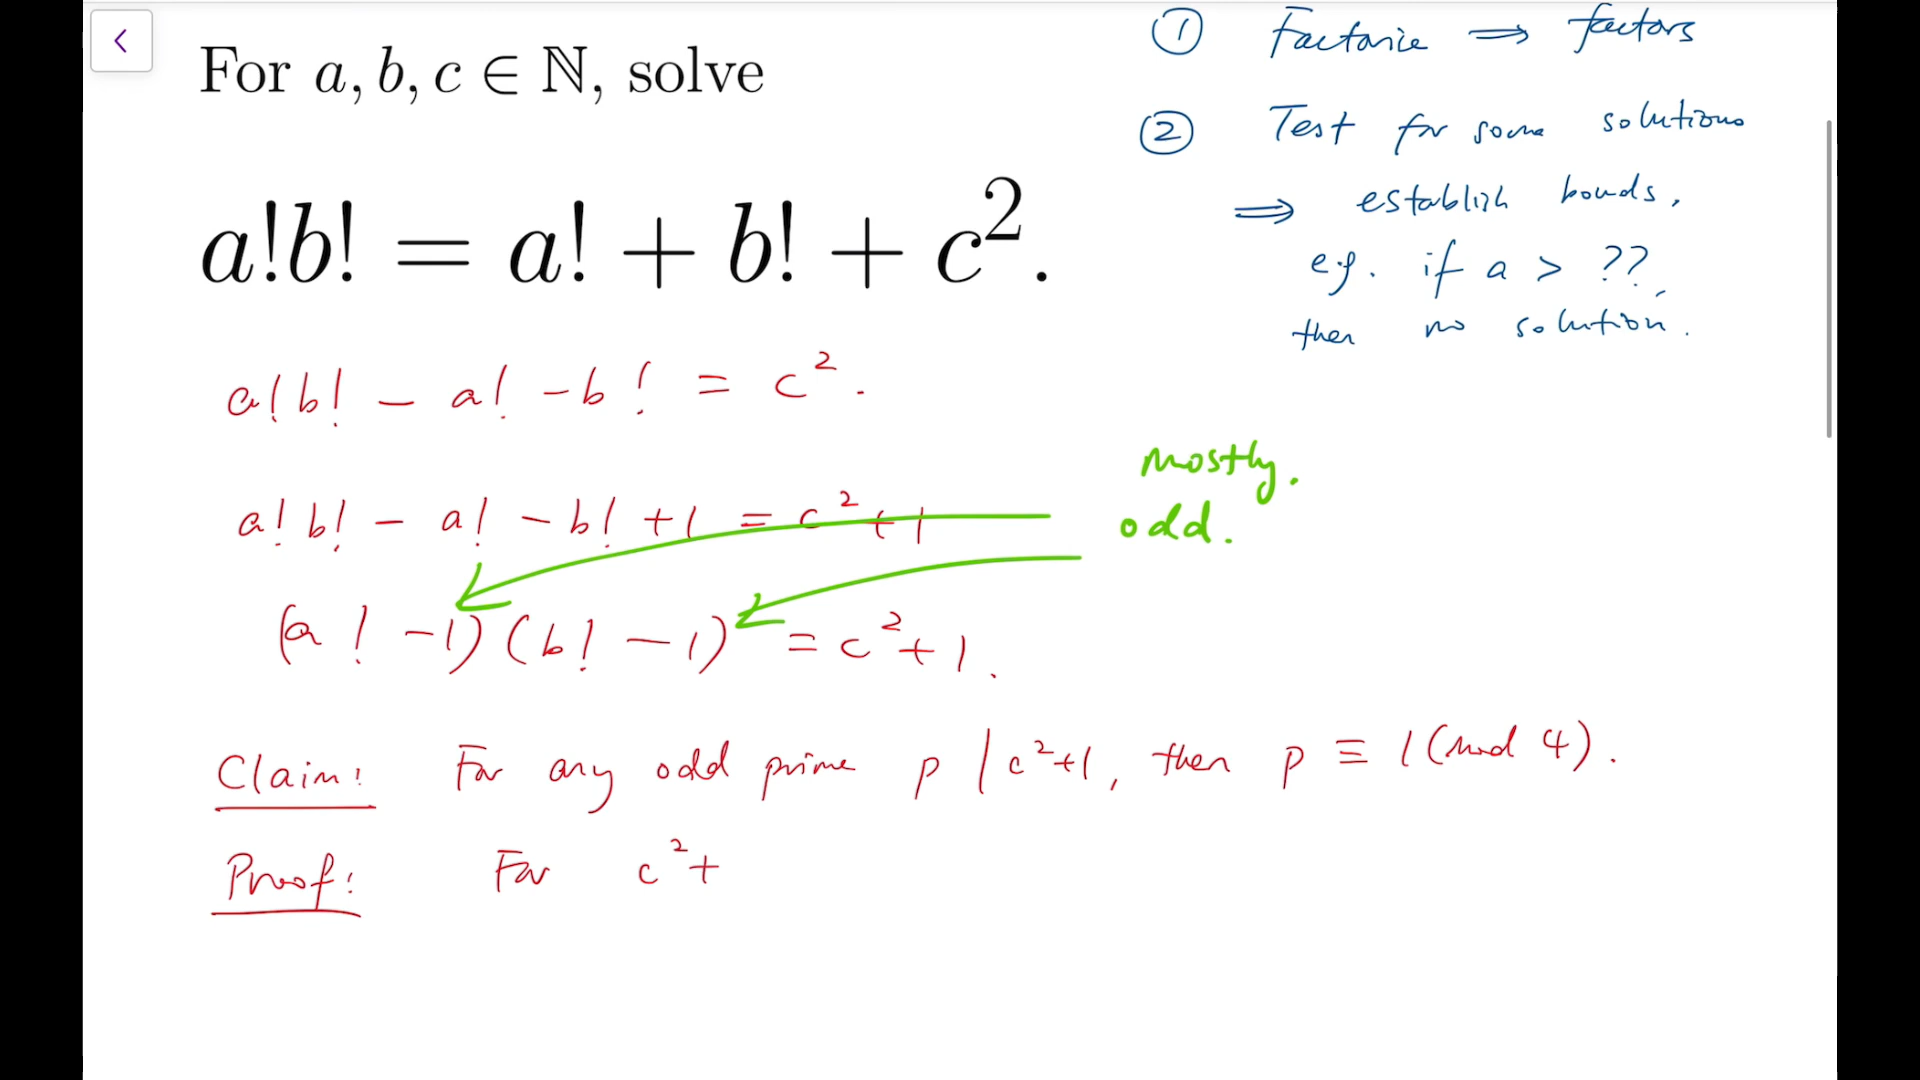 For a, b, c ∈ ℕ, solve
a!b! = a! + b! + c².
① Factorise ⟹ factors
② Test for some solutions
⟹ establish bounds,
e.g. if a > ??,
then no solution.
a!b! - a! - b! = c².
a!b! - a! - b! + 1 = c² + 1
(a! - 1)(b! - 1) = c² + 1.
mostly.
odd.
Claim: For any odd prime p | c²+1, then p ≡ 1 (mod 4).
Proof: For c² +